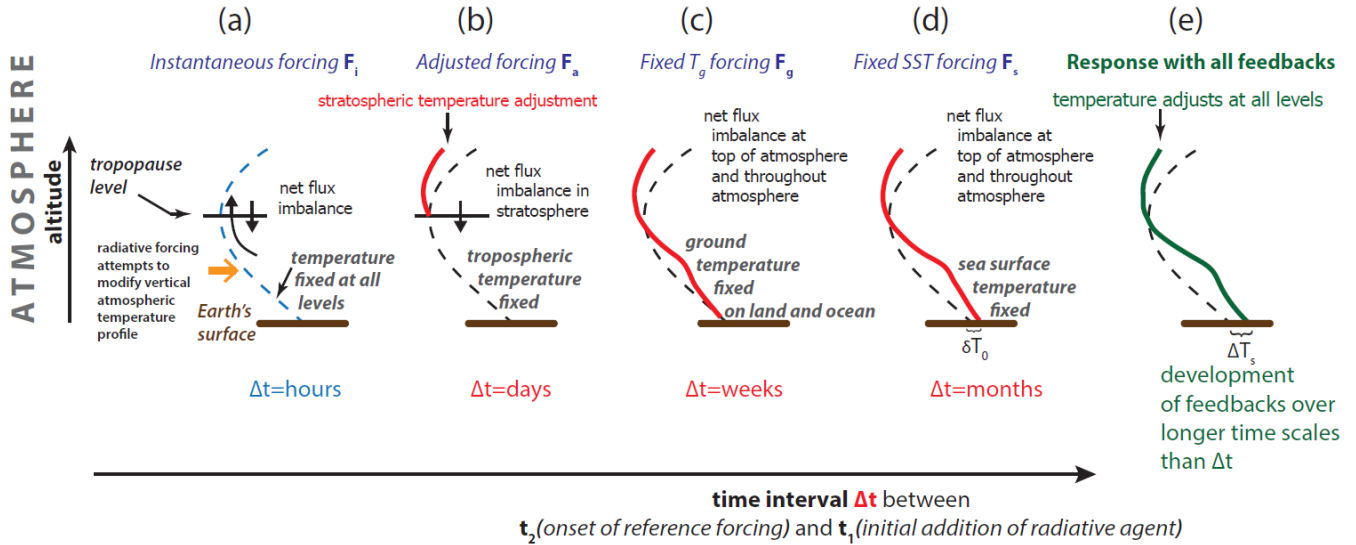 (a)
(b)
(c)
(d)
(e)
Instantaneous forcing Fi
Adjusted forcing Fa
Fixed Tg forcing Fg
Fixed SST forcing Fs
Response with all feedbacks
stratospheric temperature adjustment
temperature adjusts at all levels
ATMOSPHERE
altitude
tropopause
level
net flux
imbalance
radiative forcing
attempts to
modify vertical
atmospheric
temperature
profile
temperature
fixed at all
levels
Earth's
surface
net flux
imbalance in
stratosphere
tropospheric
temperature
fixed
net flux
imbalance at
top of atmosphere
and throughout
atmosphere
ground
temperature
fixed
on land and ocean
net flux
imbalance at
top of atmosphere
and throughout
atmosphere
sea surface
temperature
fixed
δT0
ΔTs
Δt=hours
Δt=days
Δt=weeks
Δt=months
development
of feedbacks over
longer time scales
than Δt
time interval Δt between
t2(onset of reference forcing) and t1(initial addition of radiative agent)